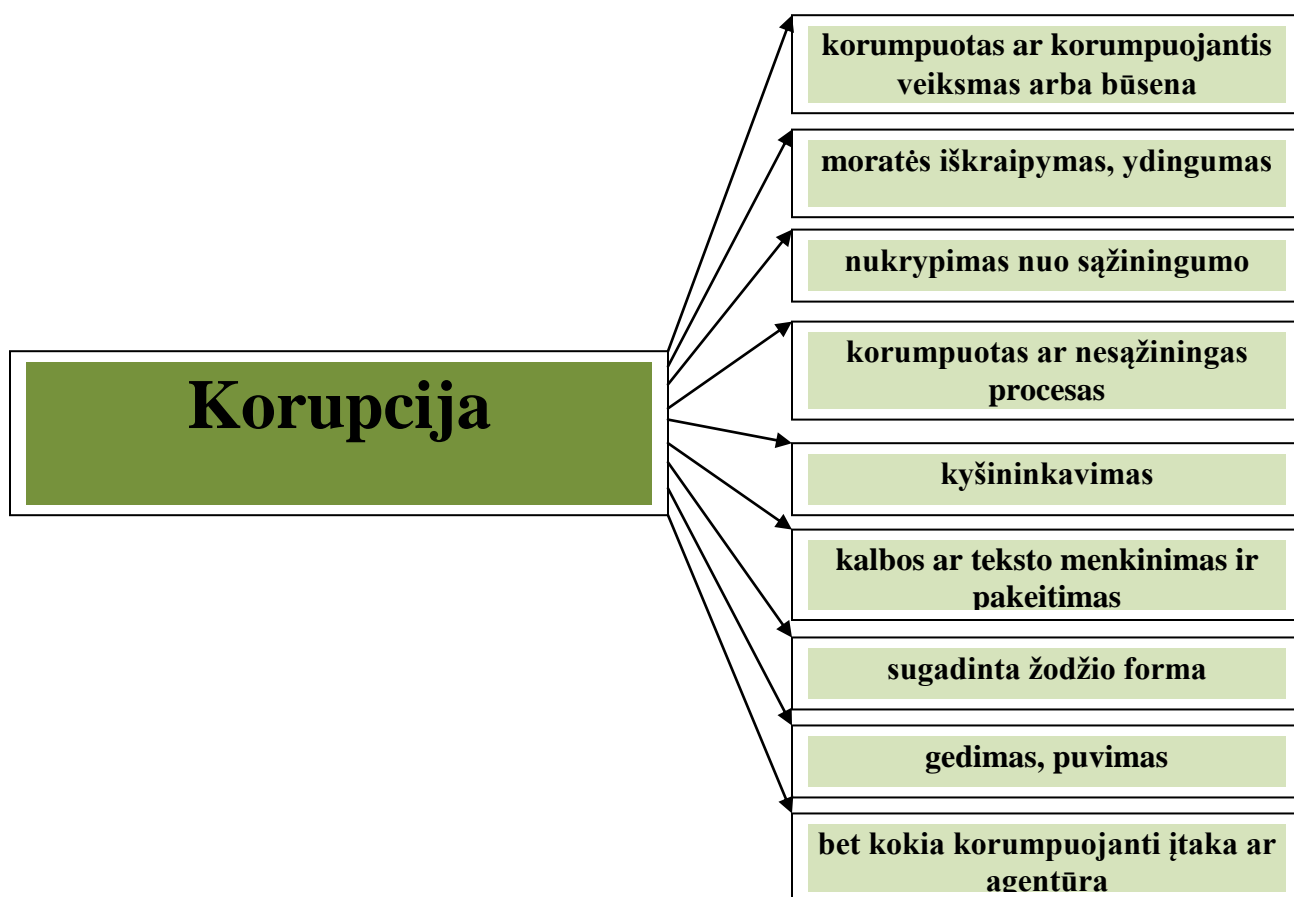 Korupcija
korumpuotas ar korumpuojantis
veiksmas arba būsena
moratės iškraipymas, ydingumas
nukrypimas nuo sąžiningumo
korumpuotas ar nesąžiningas
procesas
kyšininkavimas
kalbos ar teksto menkinimas ir
pakeitimas
sugadinta žodžio forma
gedimas, puvimas
bet kokia korumpuojanti įtaka ar
agentūra